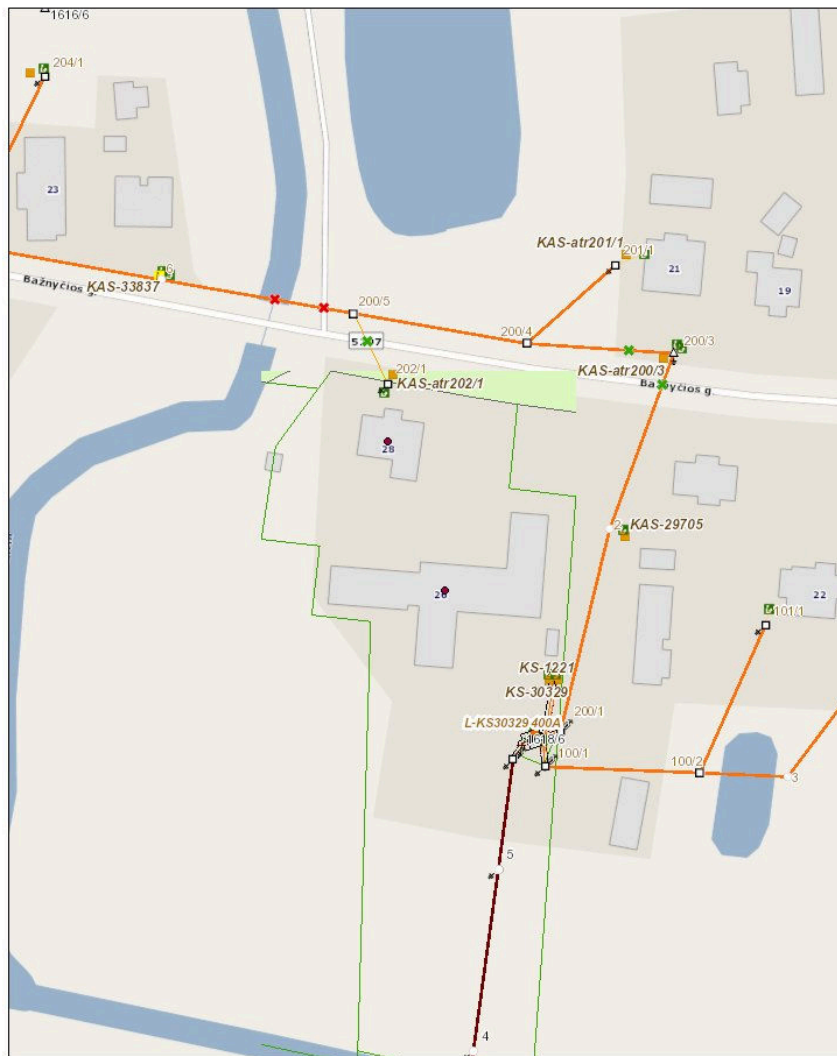 1616/6
204/1
23
KAS-atr201/1
201/1
21
19
6
KAS-33837
Bažnyčios g.
200/5
200/4
200/3
KAS-atr200/3
Bažnyčios g.
202/1
KAS-atr202/1
28
2
KAS-29705
26
101/1
22
KS-1221
KS-30329
200/1
L-KS30329 400A
100/1
100/2
3
5
4